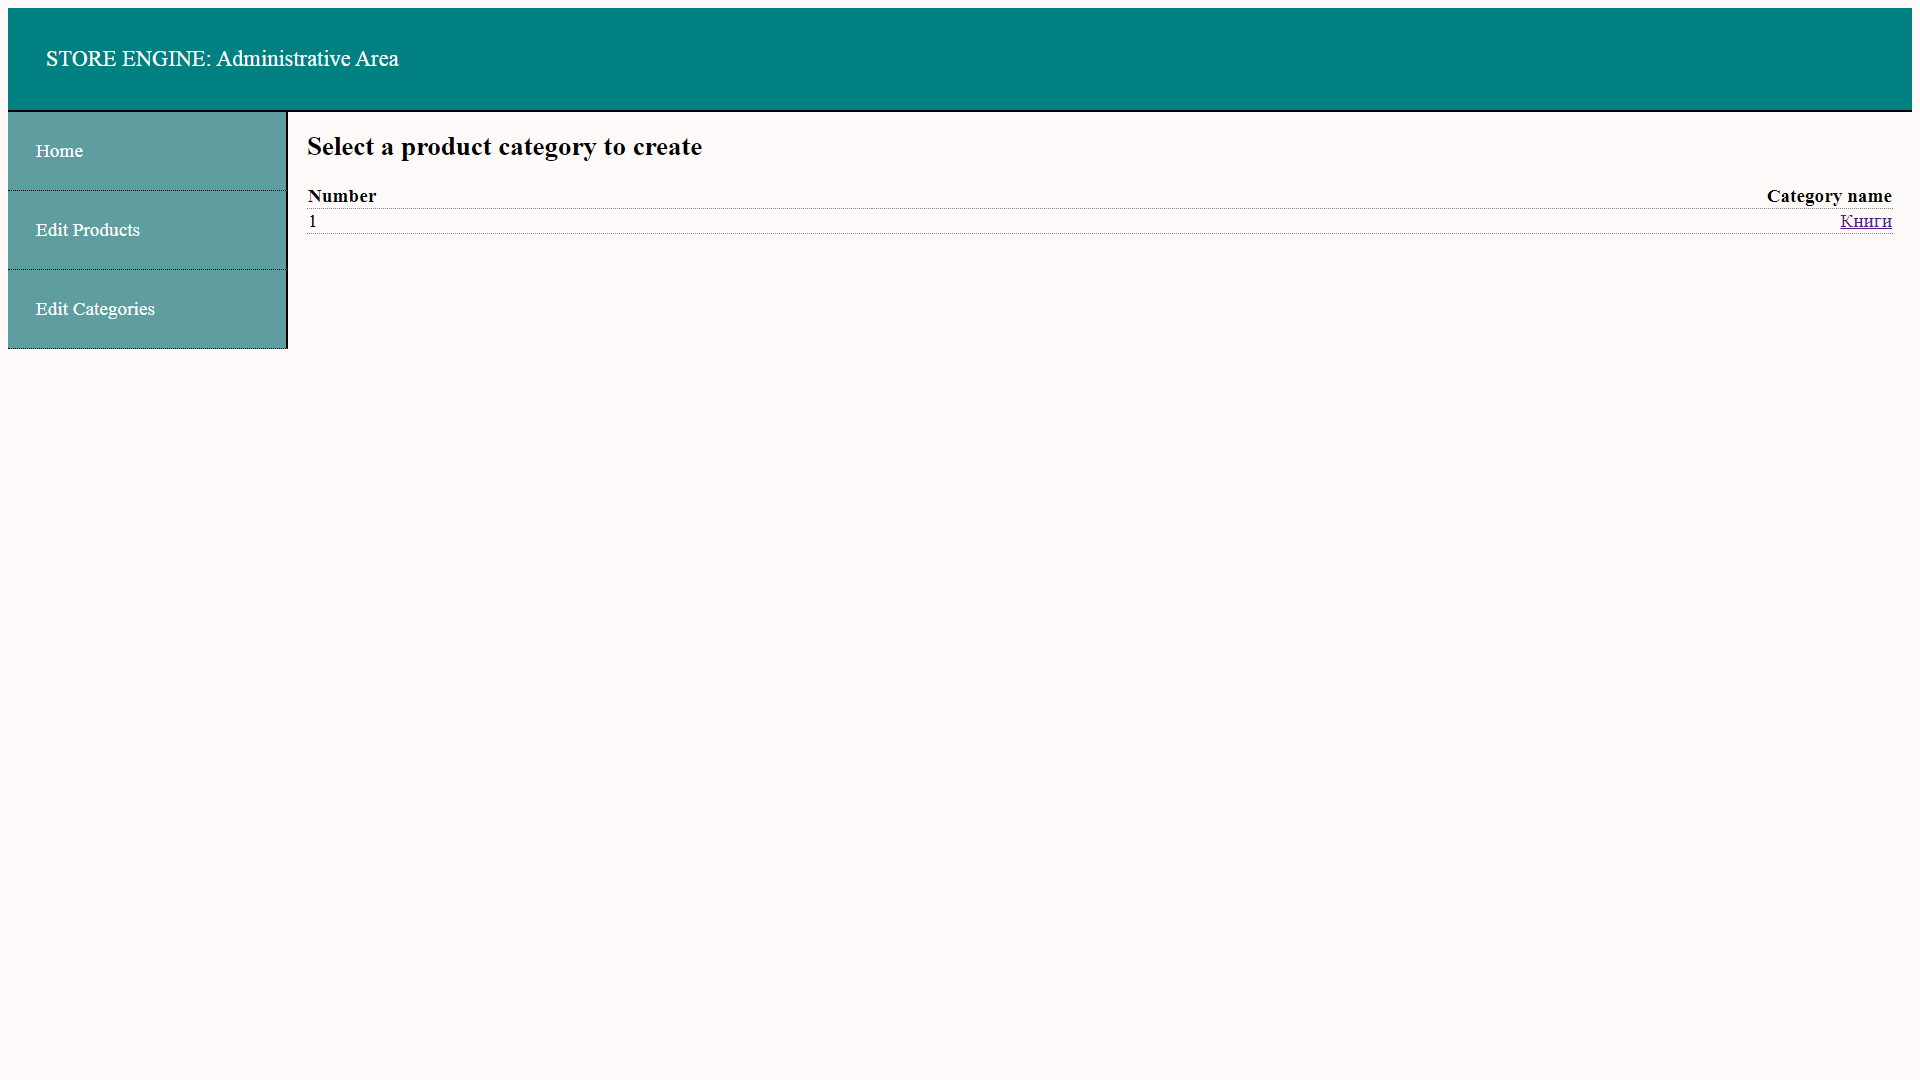 STORE ENGINE: Administrative Area
Home
Edit Products
Edit Categories
Select a product category to create
Number Category name
1 Книги